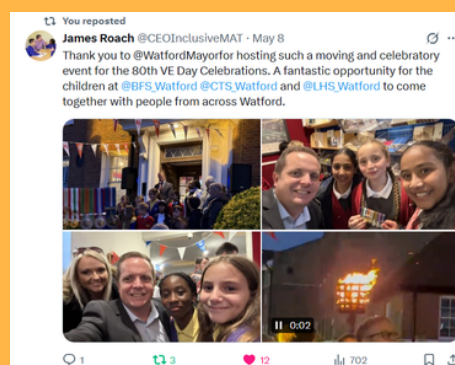 You reposted
James Roach @CEOInclusiveMAT · May 8
Thank you to @WatfordMayorfor hosting such a moving and celebratory
event for the 80th VE Day Celebrations. A fantastic opportunity for the
children at @BFS_Watford @CTS_Watford and @LHS_Watford to come
together with people from across Watford.
0:02
1 3 12 702